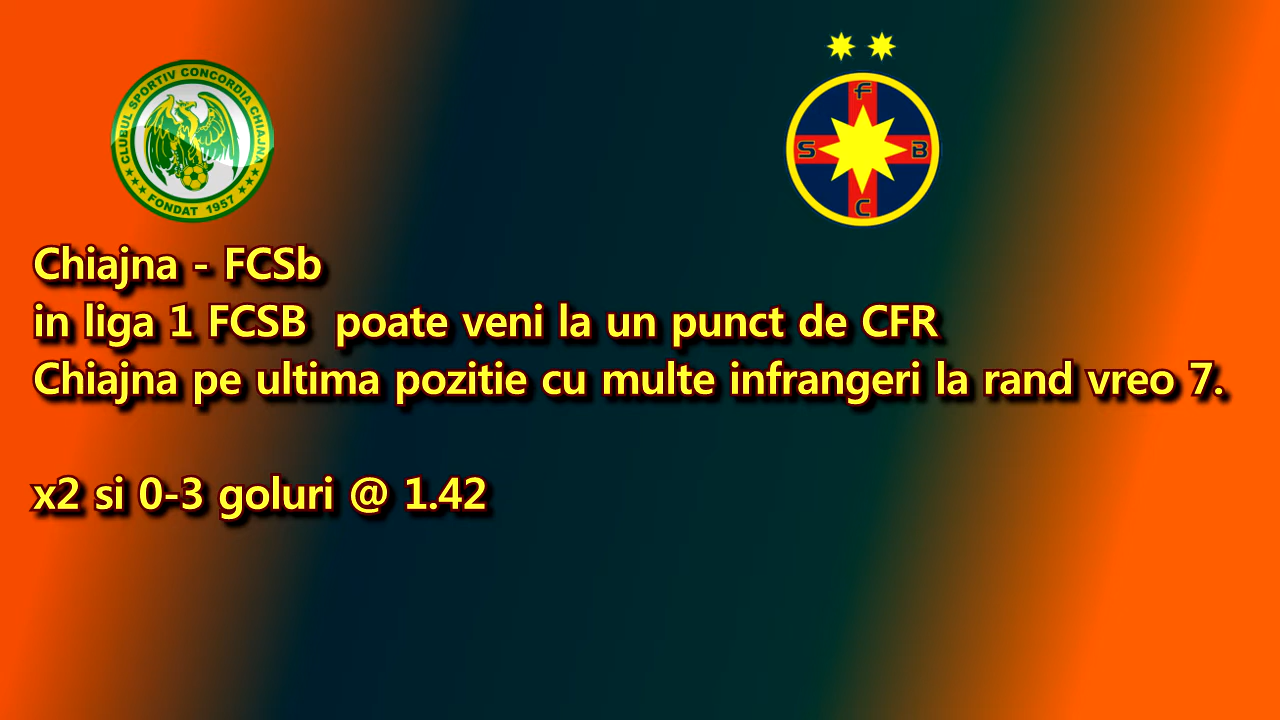 CLUBUL SPORTIV CONCORDIA CHIAJNA
FONDAT 1957
F
S B
C
Chiajna - FCSb
in liga 1 FCSB  poate veni la un punct de CFR
Chiajna pe ultima pozitie cu multe infrangeri la rand vreo 7.
x2 si 0-3 goluri @ 1.42